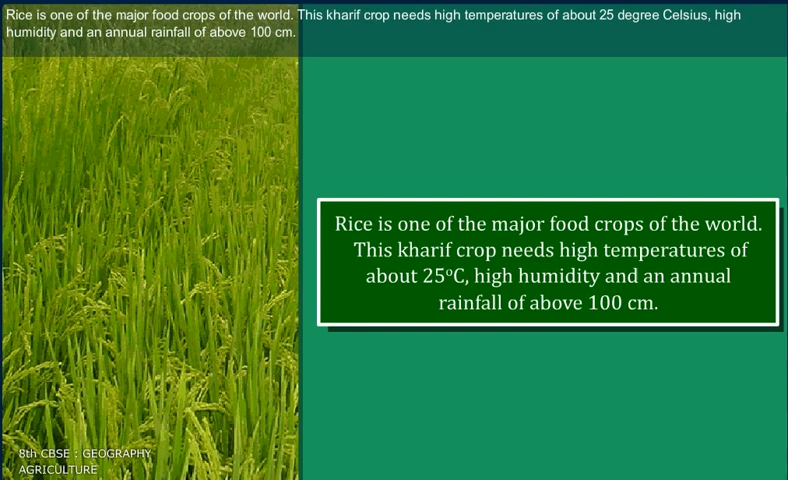 Rice is one of the major food crops of the world. This kharif crop needs high temperatures of about 25 degree Celsius, high
humidity and an annual rainfall of above 100 cm.
Rice is one of the major food crops of the world.
This kharif crop needs high temperatures of
about 25ºC, high humidity and an annual
rainfall of above 100 cm.
8th CBSE : GEOGRAPHY
AGRICULTURE